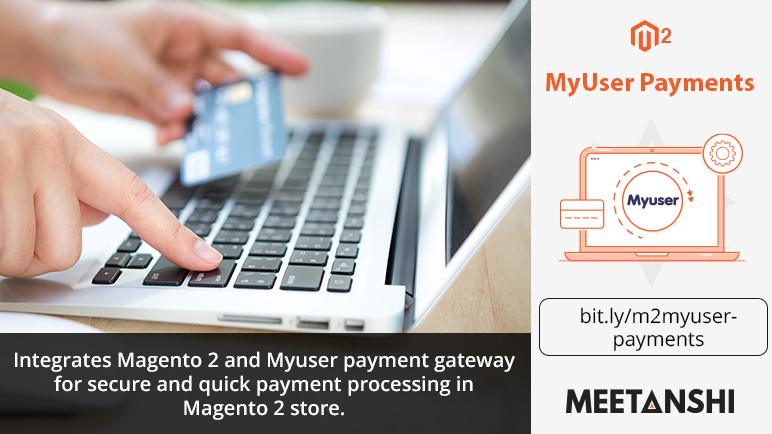 Integrates Magento 2 and Myuser payment gateway
for secure and quick payment processing in
Magento 2 store.
2
MyUser Payments
Myuser
bit.ly/m2myuser-
payments
MEETANSHI